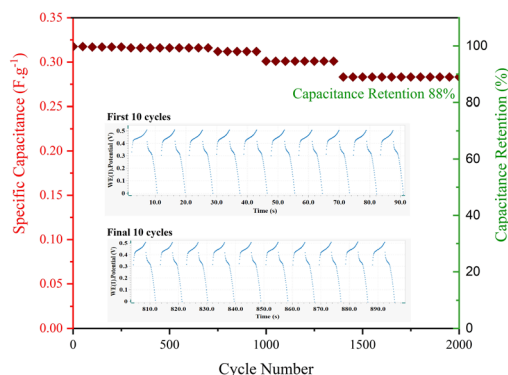 0.35
0.30
0.25
0.20
0.15
0.10
0.05
0.00
Specific Capacitance (F.g-1)
100
80
60
40
20
0
Capacitance Retention (%)
Capacitance Retention 88%
First 10 cycles
0.5
0.4
0.3
0.2
0.1
0
WE(1).Potential (V)
10.0 20.0 30.0 40.0 50.0 60.0 70.0 80.0 90.0
Time (s)
Final 10 cycles
0.5
0.4
0.3
0.2
0.1
0
WE(1).Potential (V)
810.0 820.0 830.0 840.0 850.0 860.0 870.0 880.0 890.0
Time (s)
0 500 1000 1500 2000
Cycle Number